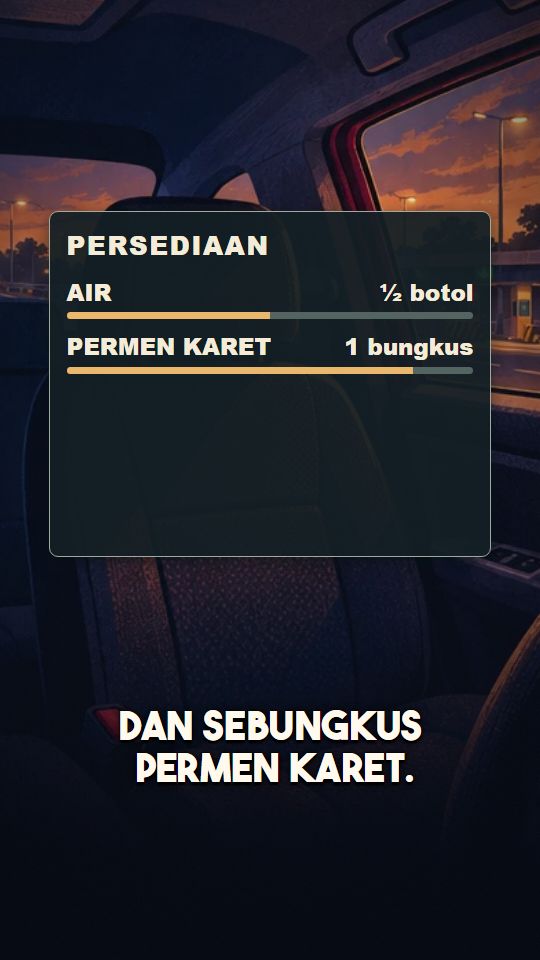 PERSEDIAAN
AIR ½ botol
PERMEN KARET 1 bungkus
DAN SEBUNGKUS
PERMEN KARET.